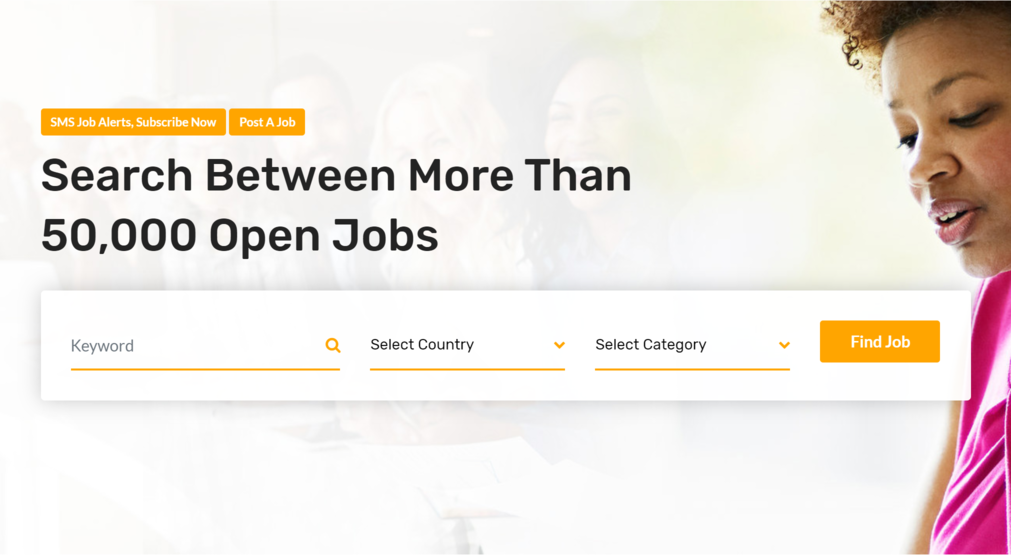 SMS Job Alerts, Subscribe Now
Post A Job
Search Between More Than
50,000 Open Jobs
Keyword
Select Country
Select Category
Find Job